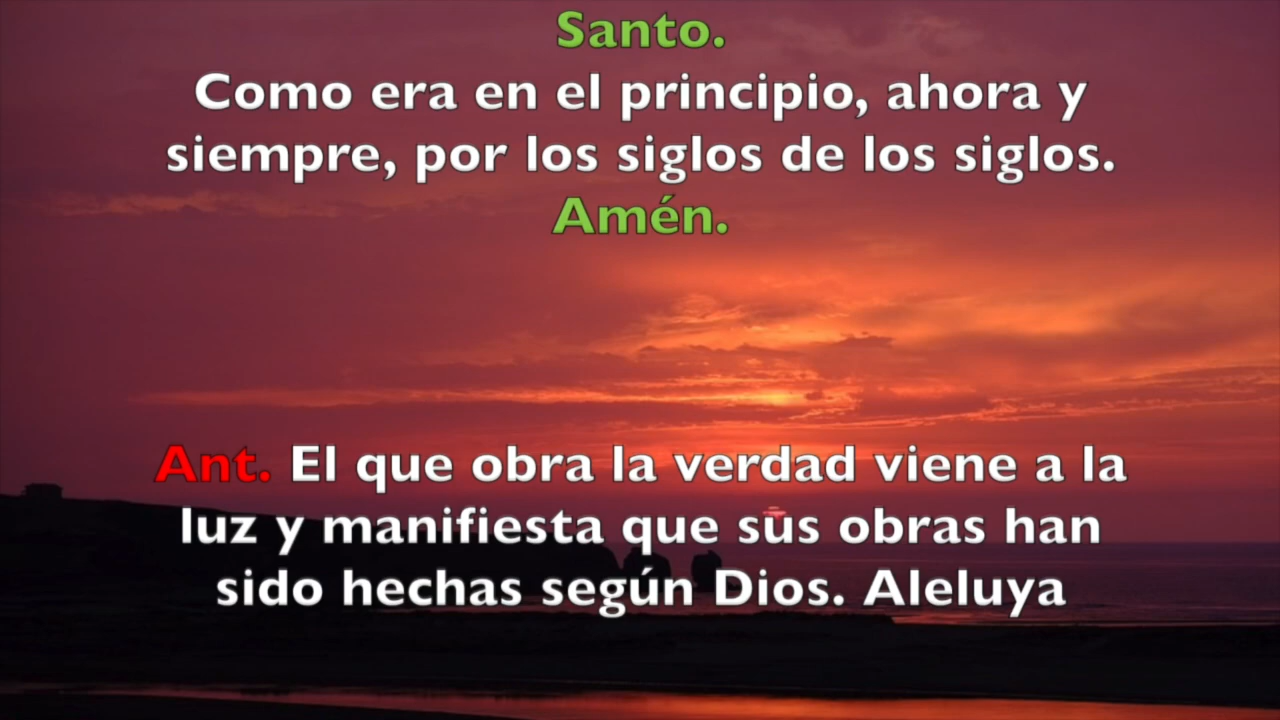 Santo.
Como era en el principio, ahora y
siempre, por los siglos de los siglos.
Amén.
Ant. El que obra la verdad viene a la
luz y manifiesta que sus obras han
sido hechas según Dios. Aleluya